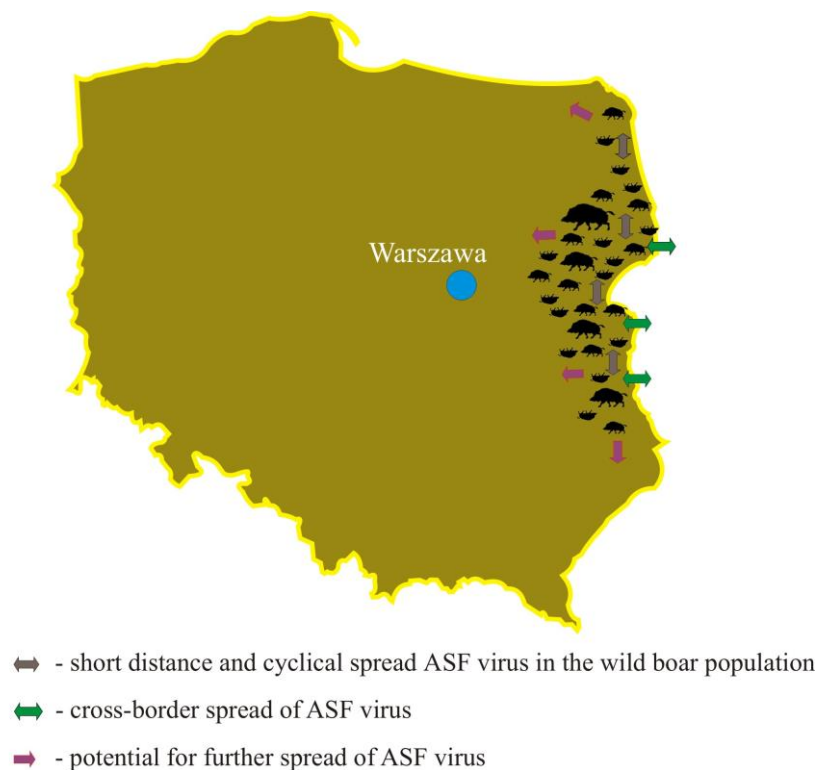 Warszawa
- short distance and cyclical spread ASF virus in the wild boar population
- cross-border spread of ASF virus
- potential for further spread of ASF virus